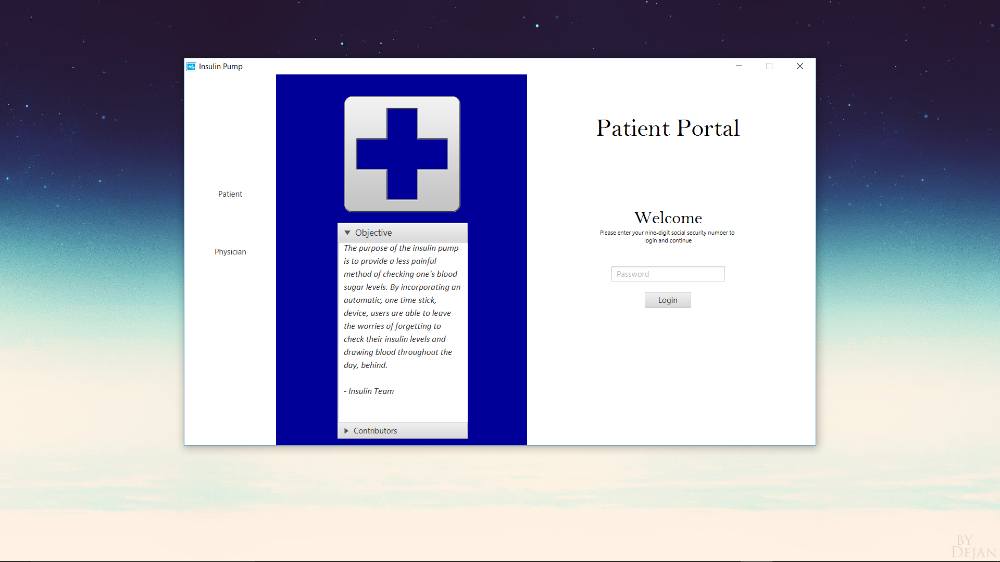 Insulin Pump
Patient
Physician
Objective
The purpose of the insulin pump
is to provide a less painful
method of checking one's blood
sugar levels. By incorporating an
automatic, one time stick,
device, users are able to leave
the worries of forgetting to
check their insulin levels and
drawing blood throughout the
day, behind.
- Insulin Team
Contributors
Patient Portal
Welcome
Please enter your nine-digit social security number to
login and continue
Password
Login
BY
DEJAN